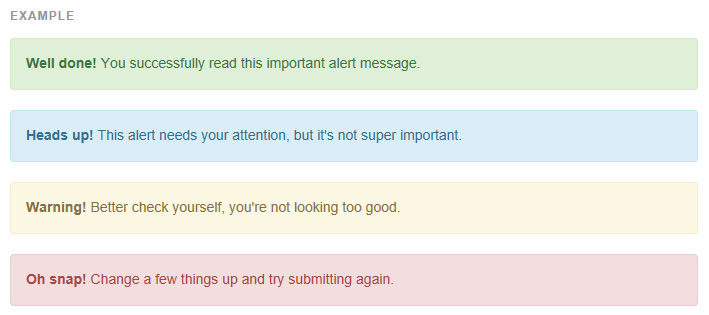 EXAMPLE
Well done! You successfully read this important alert message.
Heads up! This alert needs your attention, but it's not super important.
Warning! Better check yourself, you're not looking too good.
Oh snap! Change a few things up and try submitting again.